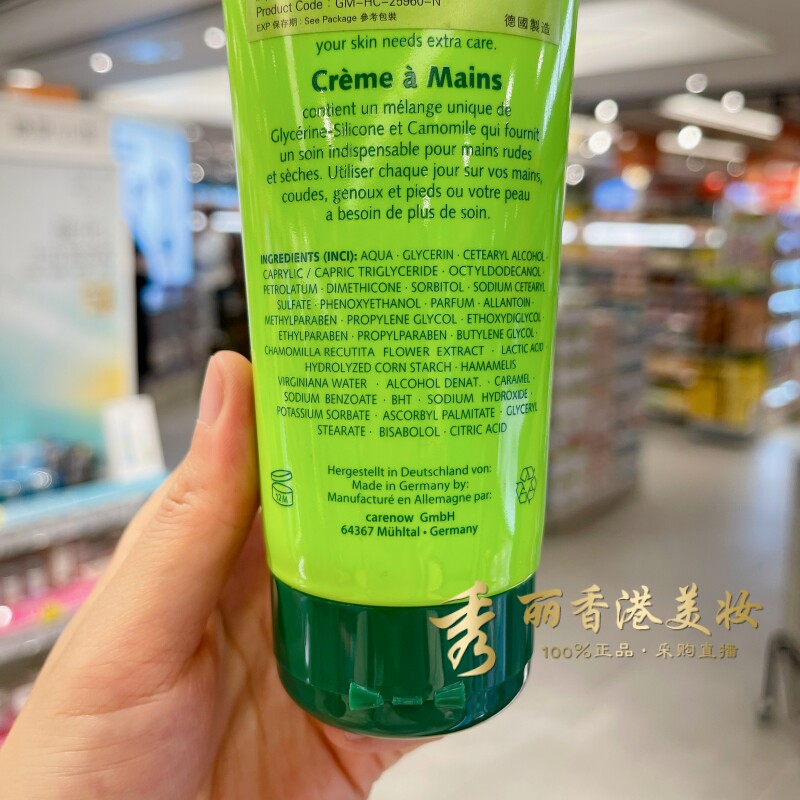 Product Code : GM-HC-25960-N
EXP 保存期 : See Package 參考包裝
德國製造
your skin needs extra care.
Crème à Mains
contient un mélange unique de
Glycérine-Silicone et Camomile qui fournit
un soin indispensable pour mains rudes
et sèches. Utiliser chaque jour sur vos mains,
coudes, genoux et pieds ou votre peau
a besoin de plus de soin.
INGREDIENTS (INCI): AQUA · GLYCERIN · CETEARYL ALCOHOL ·
CAPRYLIC / CAPRIC TRIGLYCERIDE · OCTYLDODECANOL ·
PETROLATUM · DIMETHICONE · SORBITOL · SODIUM CETEARYL
SULFATE · PHENOXYETHANOL · PARFUM · ALLANTOIN ·
METHYLPARABEN · PROPYLENE GLYCOL · ETHOXYDIGLYCOL ·
ETHYLPARABEN · PROPYLPARABEN · BUTYLENE GLYCOL ·
CHAMOMILLA RECUTITA FLOWER EXTRACT · LACTIC ACID
HYDROLYZED CORN STARCH · HAMAMELIS
VIRGINIANA WATER · ALCOHOL DENAT. · CARAMEL ·
SODIUM BENZOATE · BHT · SODIUM HYDROXIDE ·
POTASSIUM SORBATE · ASCORBYL PALMITATE · GLYCERYL
STEARATE · BISABOLOL · CITRIC ACID
12M
Hergestellt in Deutschland von:
Made in Germany by:
Manufacturé en Allemagne par:
carenow GmbH
64367 Mühltal · Germany
秀丽香港美妆
100%正品·采购直播